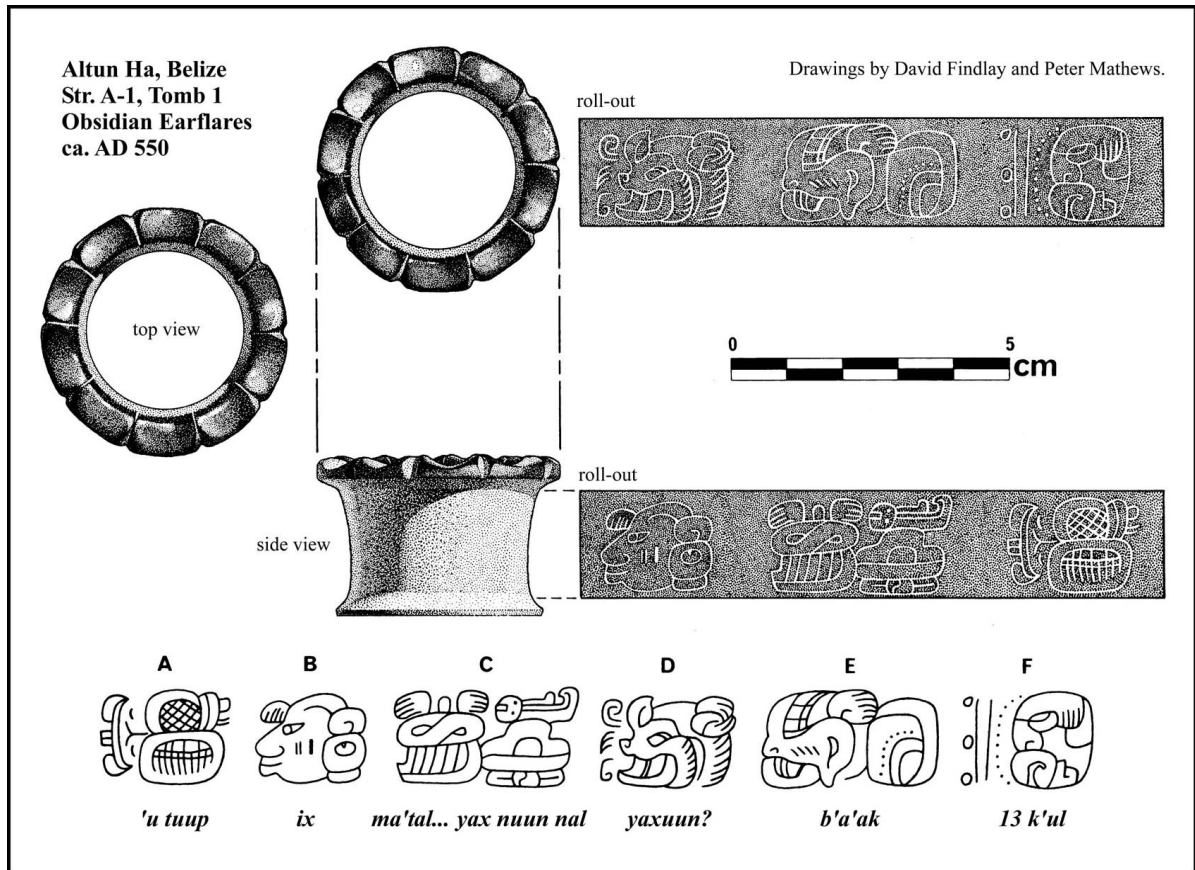 Altun Ha, Belize
Str. A-1, Tomb 1
Obsidian Earflares
ca. AD 550
Drawings by David Findlay and Peter Mathews.
roll-out
top view
0 5
cm
roll-out
side view
A B C D E F
'u tuup ix ma'tal... yax nuun nal yaxuun? b'a'ak 13 k'ul